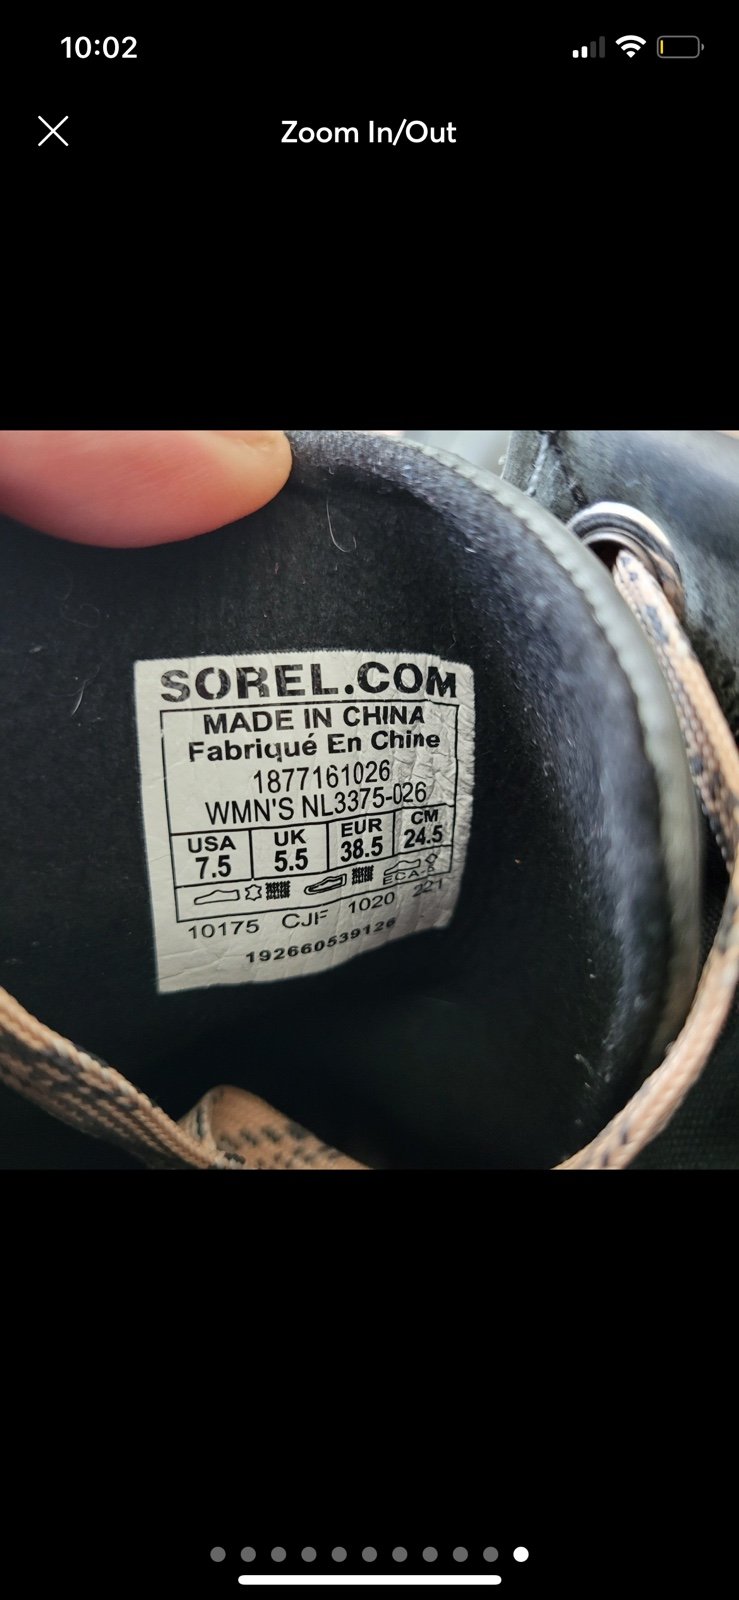 10:02
Zoom In/Out
SOREL.COM
MADE IN CHINA
Fabriqué En Chine
1877161026
WMN'S NL3375-026
USA UK EUR CM
7.5 5.5 38.5 24.5
10175 CJF 1020 221
192660539126